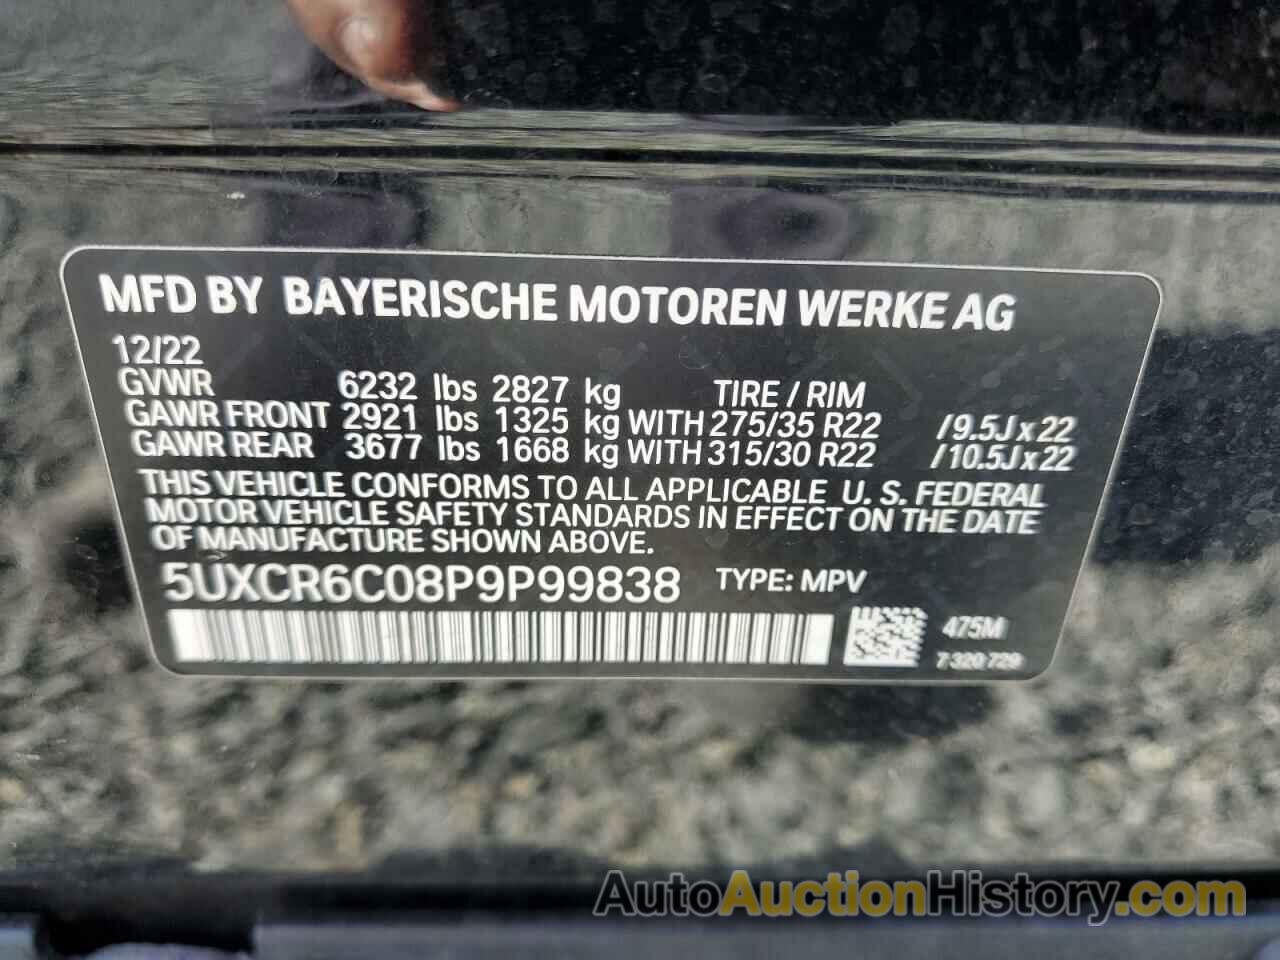 MFD BY BAYERISCHE MOTOREN WERKE AG
12/22
GVWR 6232 lbs 2827 kg TIRE / RIM
GAWR FRONT 2921 lbs 1325 kg WITH 275/35 R22 /9.5J x 22
GAWR REAR 3677 lbs 1668 kg WITH 315/30 R22 /10.5J x 22
THIS VEHICLE CONFORMS TO ALL APPLICABLE U. S. FEDERAL
MOTOR VEHICLE SAFETY STANDARDS IN EFFECT ON THE DATE
OF MANUFACTURE SHOWN ABOVE.
5UXCR6C08P9P99838 TYPE: MPV
475M
7 320 729
AutoAuctionHistory.com